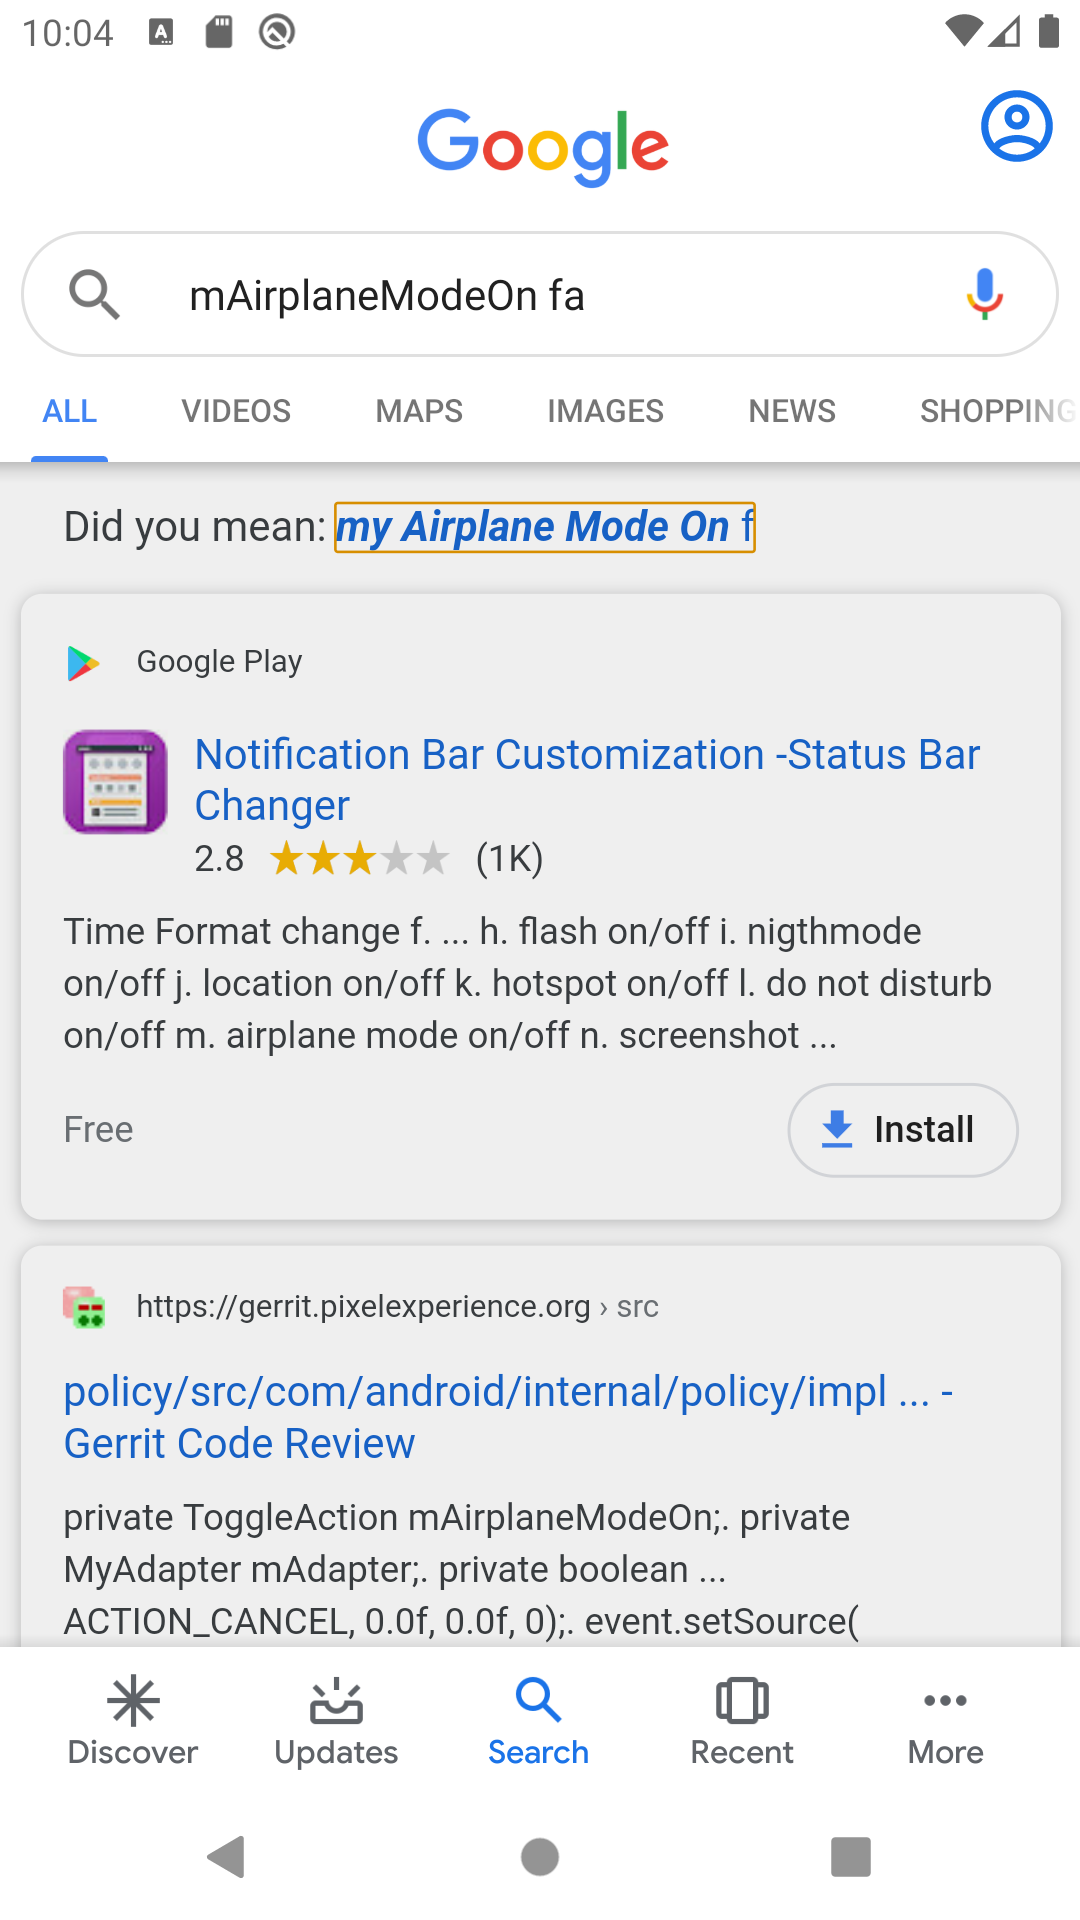 10:04
Google
mAirplaneModeOn fa
ALL VIDEOS MAPS IMAGES NEWS SHOPPING
Did you mean: my Airplane Mode On f
Google Play
Notification Bar Customization -Status Bar
Changer
2.8 (1K)
Time Format change f. ... h. flash on/off i. nigthmode
on/off j. location on/off k. hotspot on/off l. do not disturb
on/off m. airplane mode on/off n. screenshot ...
Free Install
https://gerrit.pixelexperience.org › src
policy/src/com/android/internal/policy/impl ... -
Gerrit Code Review
private ToggleAction mAirplaneModeOn;. private
MyAdapter mAdapter;. private boolean ...
ACTION_CANCEL, 0.0f, 0.0f, 0);. event.setSource(
Discover Updates Search Recent More